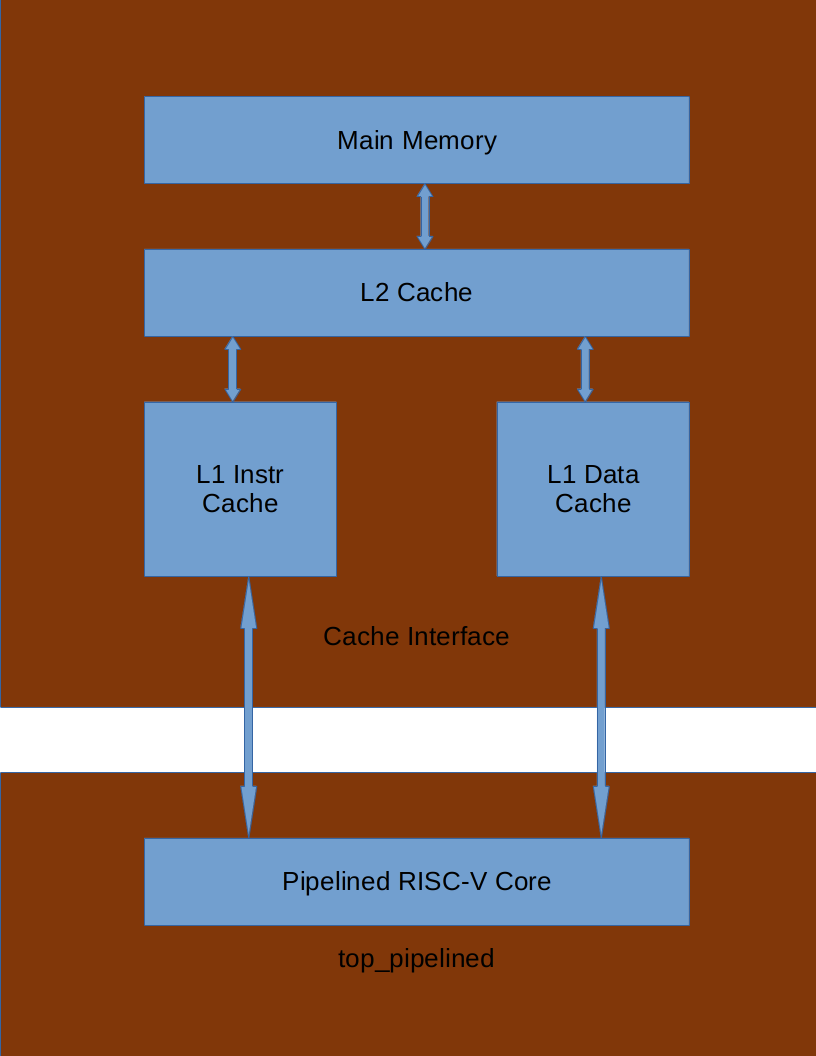 Main Memory
L2 Cache
L1 Instr
Cache
L1 Data
Cache
Cache Interface
Pipelined RISC-V Core
top_pipelined